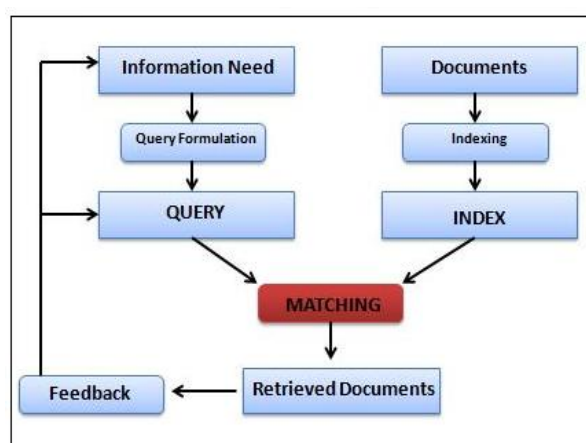 Information Need
Documents
Query Formulation
Indexing
QUERY
INDEX
MATCHING
Feedback
Retrieved Documents